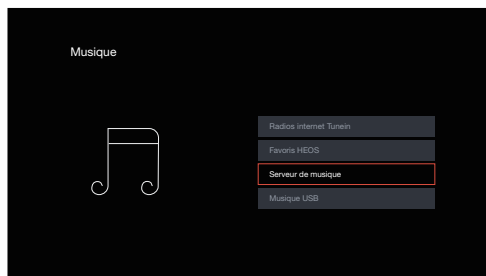 Musique
Radios internet Tunein
Favoris HEOS
Serveur de musique
Musique USB